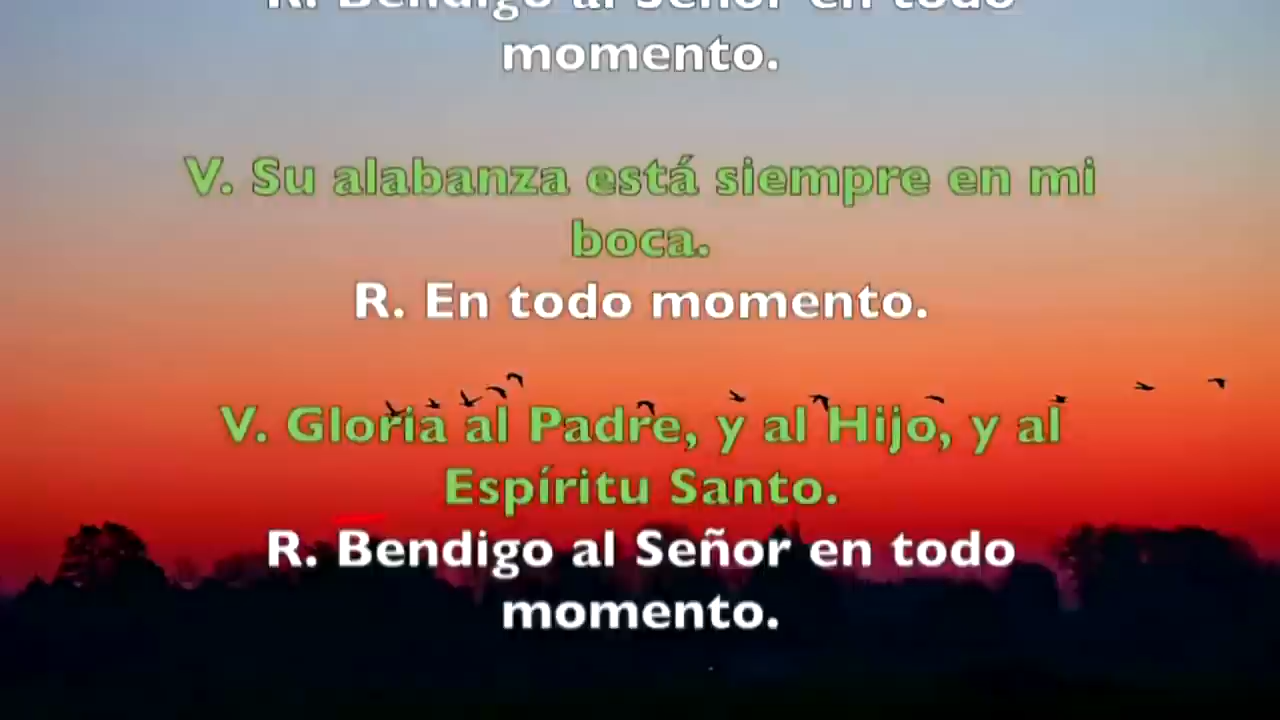 R. Bendigo al Señor en todo
momento.
V. Su alabanza está siempre en mi
boca.
R. En todo momento.
V. Gloria al Padre, y al Hijo, y al
Espíritu Santo.
R. Bendigo al Señor en todo
momento.